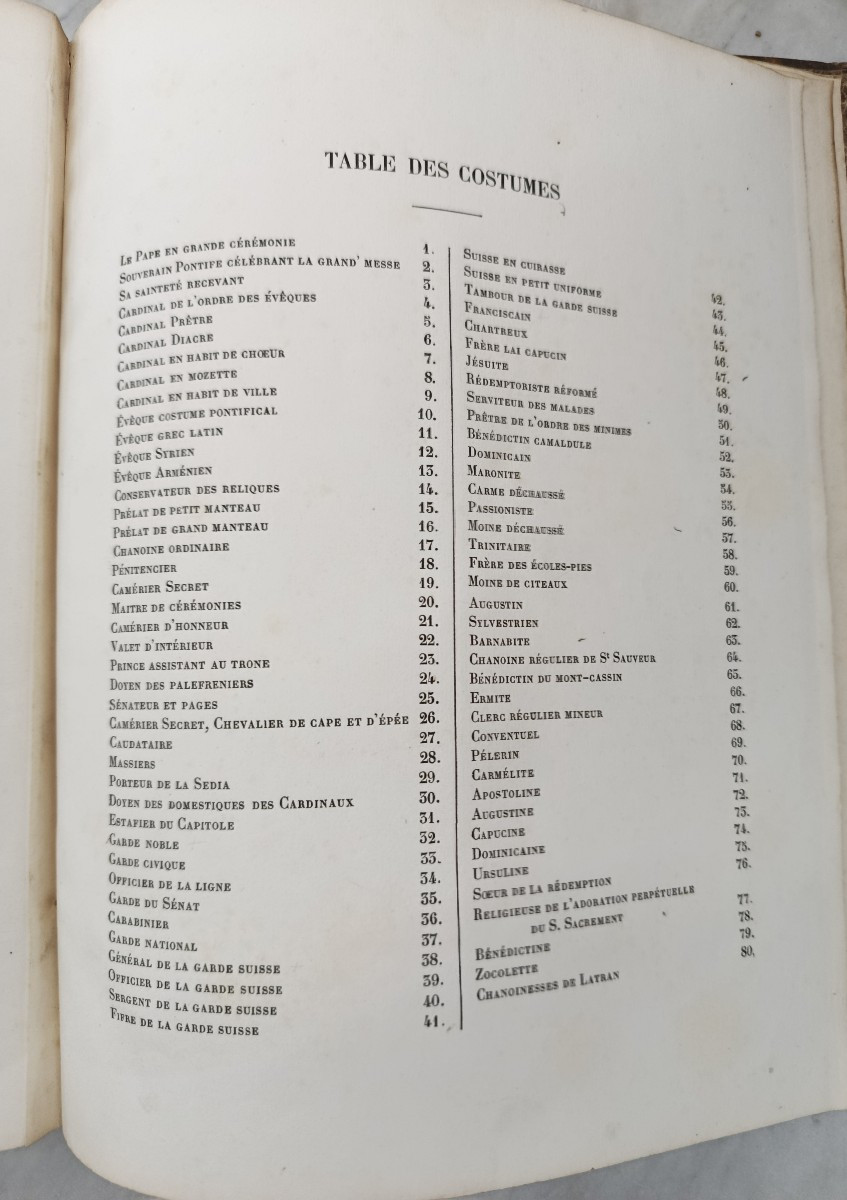 TABLE DES COSTUMES
Le Pape en grande cérémonie 1.
Souverain Pontife célébrant la grand' messe 2.
Sa sainteté recevant 3.
Cardinal de l'ordre des évêques 4.
Cardinal Prêtre 5.
Cardinal Diacre 6.
Cardinal en habit de chœur 7.
Cardinal en mozette 8.
Cardinal en habit de ville 9.
Évêque costume pontifical 10.
Évêque grec latin 11.
Évêque Syrien 12.
Évêque Arménien 13.
Conservateur des reliques 14.
Prélat de petit manteau 15.
Prélat de grand manteau 16.
Chanoine ordinaire 17.
Pénitencier 18.
Camérier Secret 19.
Maitre de cérémonies 20.
Camérier d'honneur 21.
Valet d'intérieur 22.
Prince assistant au trone 23.
Doyen des palefreniers 24.
Sénateur et pages 25.
Camérier Secret, Chevalier de cape et d'épée 26.
Caudataire 27.
Massiers 28.
Porteur de la Sedia 29.
Doyen des domestiques des Cardinaux 30.
Estafier du Capitole 31.
Garde noble 32.
Garde civique 33.
Officier de la ligne 34.
Garde du Sénat 35.
Carabinier 36.
Garde national 37.
Général de la garde suisse 38.
Officier de la garde suisse 39.
Sergent de la garde suisse 40.
Fifre de la garde suisse 41.
Suisse en cuirasse 42.
Suisse en petit uniforme 43.
Tambour de la garde suisse 44.
Franciscain 45.
Chartreux 46.
Frère lai capucin 47.
Jésuite 48.
Rédemptoriste réformé 49.
Serviteur des malades 50.
Prêtre de l'ordre des minimes 51.
Bénédictin camaldule 52.
Dominicain 53.
Maronite 54.
Carme déchaussé 55.
Passioniste 56.
Moine déchaussé 57.
Trinitaire 58.
Frère des écoles-pies 59.
Moine de citeaux 60.
Augustin 61.
Sylvestrien 62.
Barnabite 63.
Chanoine régulier de St Sauveur 64.
Bénédictin du mont-cassin 65.
Ermite 66.
Clerc régulier mineur 67.
Conventuel 68.
Pélerin 69.
Carmélite 70.
Apostoline 71.
Augustine 72.
Capucine 73.
Dominicaine 74.
Ursuline 75.
Sœur de la rédemption 76.
Religieuse de l'adoration perpétuelle
du S. Sacrement 77.
Bénédictine 78.
Zocolette 79.
Chanoinesses de Latran 80.